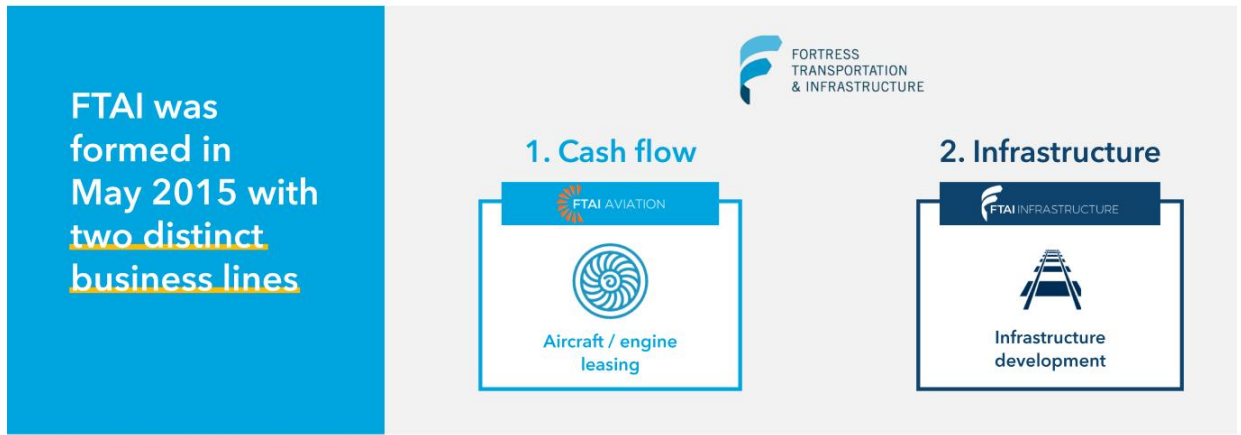 FTAI was
formed in
May 2015 with
two distinct
business lines
FORTRESS
TRANSPORTATION
& INFRASTRUCTURE
1. Cash flow
FTAI AVIATION
Aircraft / engine
leasing
2. Infrastructure
FTAI INFRASTRUCTURE
Infrastructure
development